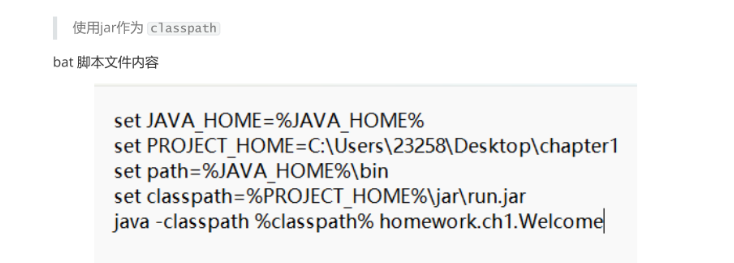 使用jar作为 classpath
bat 脚本文件内容
set JAVA_HOME=%JAVA_HOME%
set PROJECT_HOME=C:\Users\23258\Desktop\chapter1
set path=%JAVA_HOME%\bin
set classpath=%PROJECT_HOME%\jar\run.jar
java -classpath %classpath% homework.ch1.Welcome